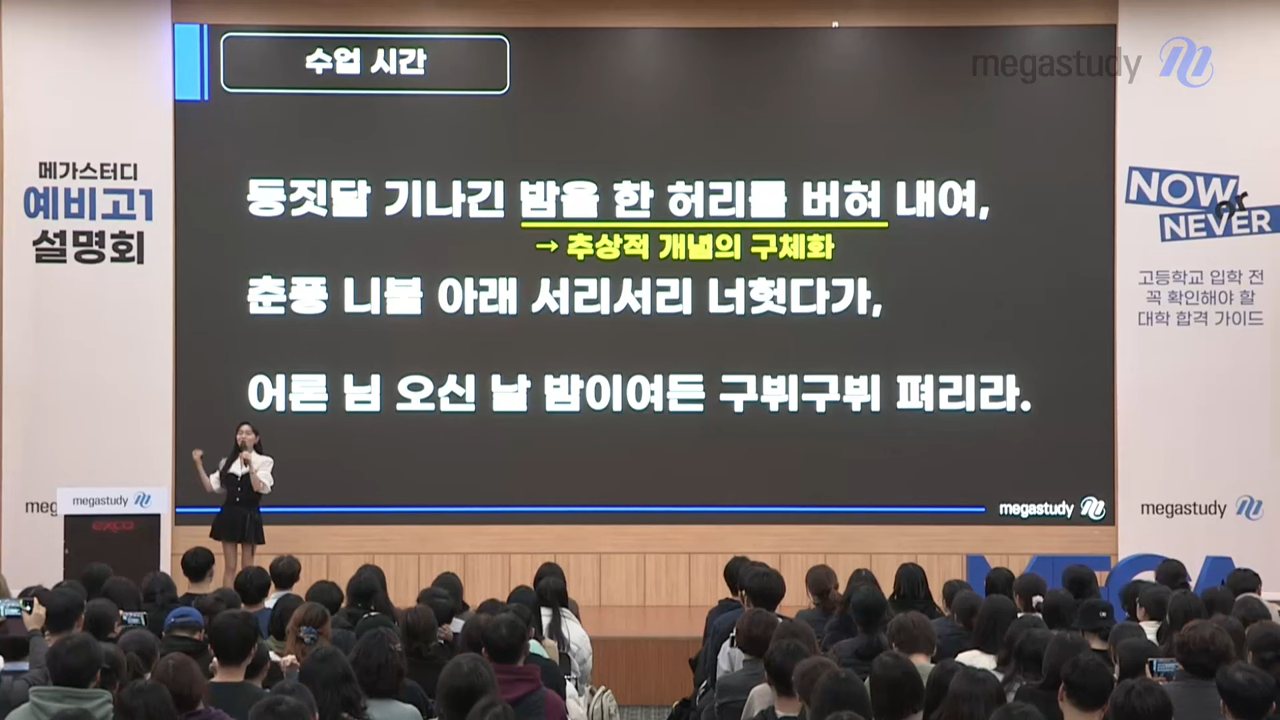 수업 시간
megastudy
동짓달 기나긴 밤을 한 허리를 버혀 내여,
→ 추상적 개념의 구체화
춘풍 니불 아래 서리서리 너헛다가,
어론 님 오신 날 밤이여든 구뷔구뷔 펴리라.
megastudy
메가스터디
예비고1
설명회
meg
megastudy
EXCO
NOW or
NEVER
고등학교 입학 전
꼭 확인해야 할
대학 합격 가이드
megastudy
MEGA